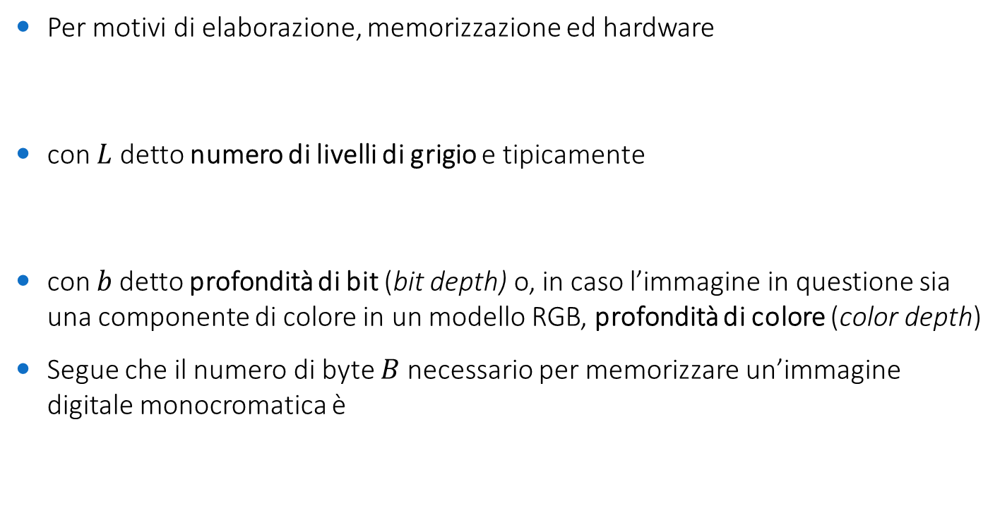 • Per motivi di elaborazione, memorizzazione ed hardware
• con L detto numero di livelli di grigio e tipicamente
• con b detto profondità di bit (bit depth) o, in caso l’immagine in questione sia
una componente di colore in un modello RGB, profondità di colore (color depth)
• Segue che il numero di byte B necessario per memorizzare un’immagine
digitale monocromatica è